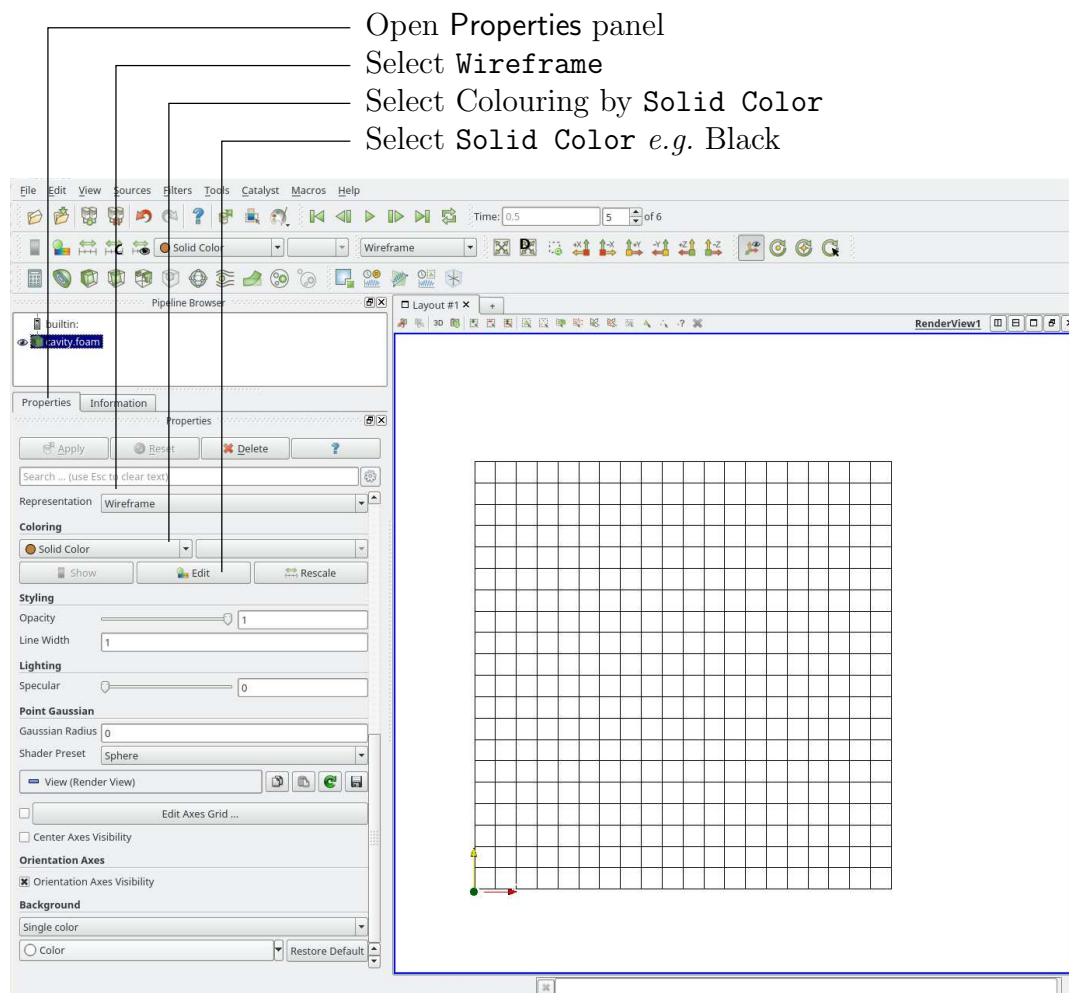 Open Properties panel
Select Wireframe
Select Colouring by Solid Color
Select Solid Color e.g. Black
File Edit View Sources Filters Tools Catalyst Macros Help
Time: 0.5 5 of 6
Solid Color Wireframe
Pipeline Browser
Layout #1 +
builtin:
3D RenderView1
cavity.foam
Properties Information
Properties
Apply Reset Delete ?
Search ... (use Esc to clear text)
Representation Wireframe
Coloring
Solid Color
Show Edit Rescale
Styling
Opacity 1
Line Width 1
Lighting
Specular 0
Point Gaussian
Gaussian Radius 0
Shader Preset Sphere
View (Render View)
Edit Axes Grid ...
Center Axes Visibility
Orientation Axes
Orientation Axes Visibility
Background
Single color
Color Restore Default